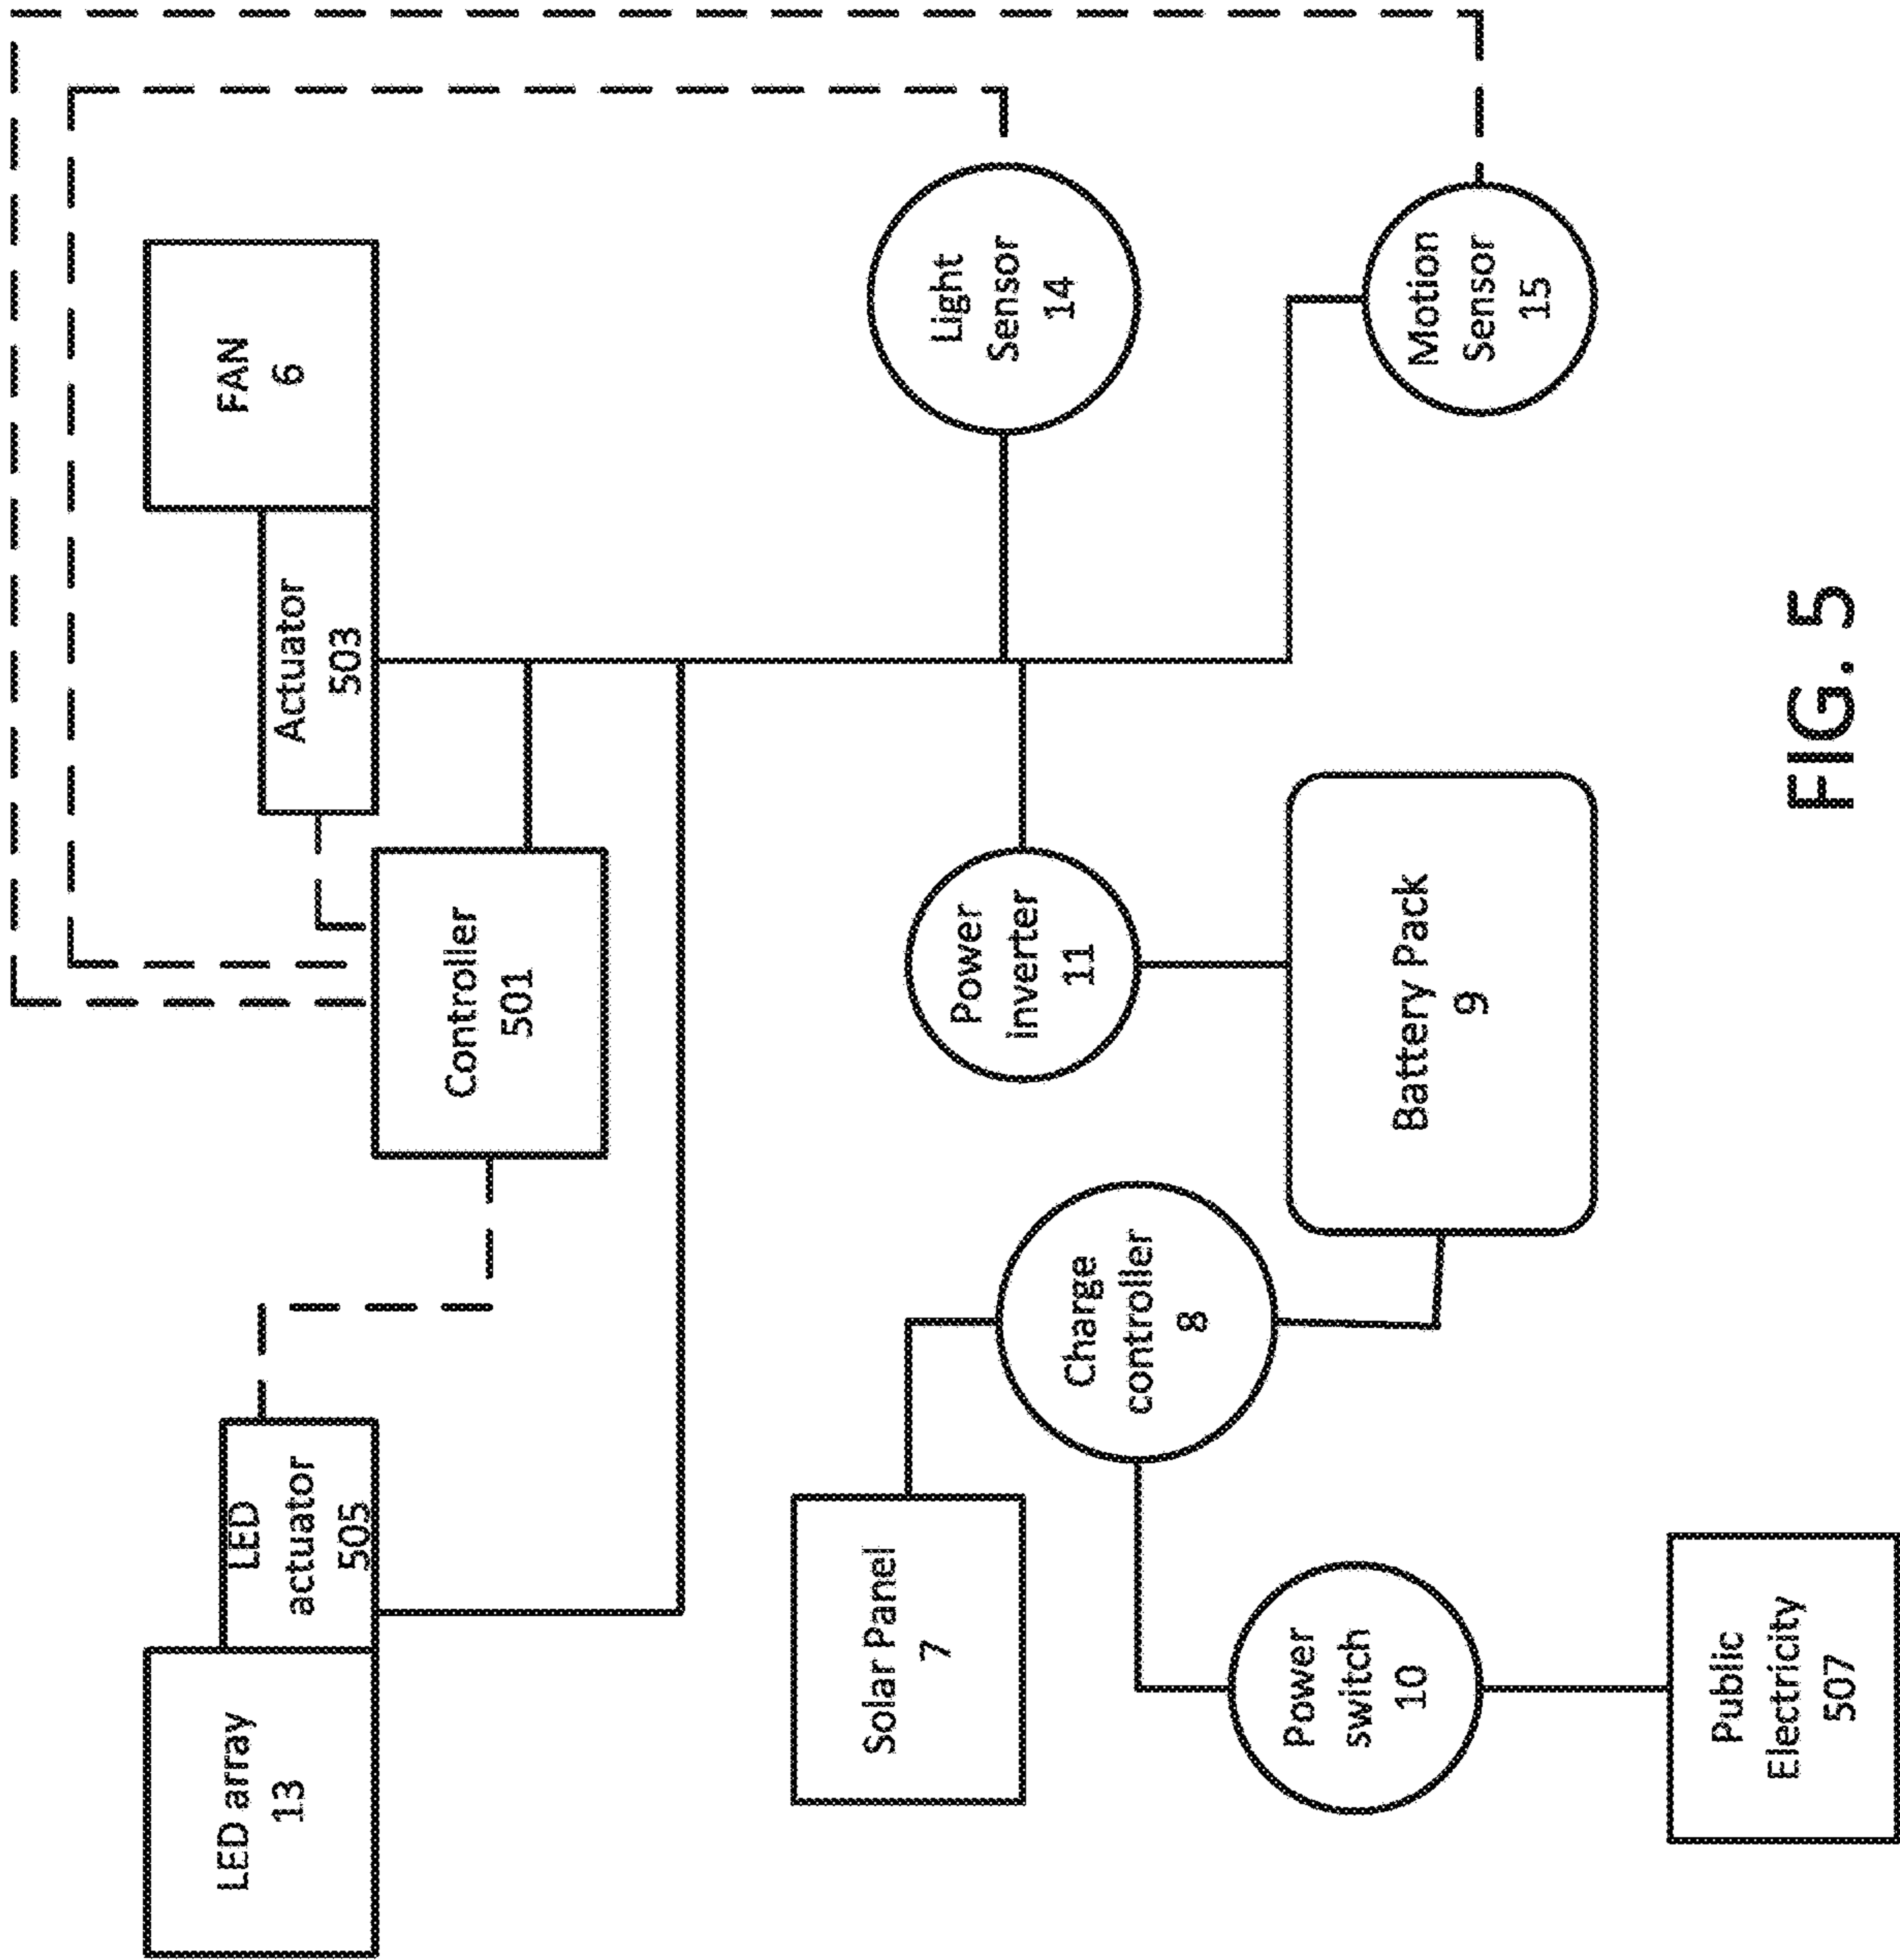 LED array
13
LED
actuator
505
Controller
501
Actuator
503
FAN
6
Solar Panel
7
Charge
controller
8
Power
inverter
11
Light
Sensor
14
Power
switch
10
Battery Pack
9
Motion
Sensor
15
Public
Electricity
507
FIG. 5